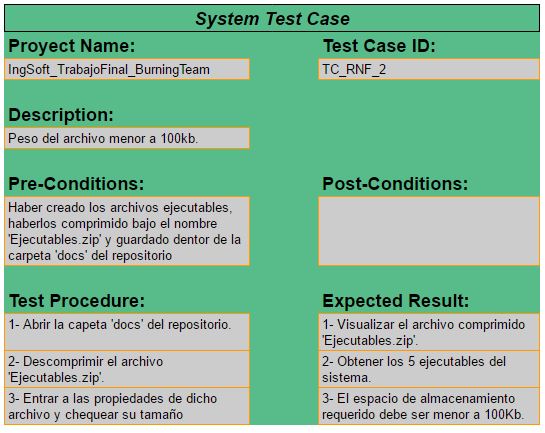 System Test Case
Proyect Name:
Test Case ID:
IngSoft_TrabajoFinal_BurningTeam
TC_RNF_2
Description:
Peso del archivo menor a 100kb.
Pre-Conditions:
Post-Conditions:
Haber creado los archivos ejecutables,
haberlos comprimido bajo el nombre
'Ejecutables.zip' y guardado dentor de la
carpeta 'docs' del repositorio
Test Procedure:
Expected Result:
1- Abrir la capeta 'docs' del repositorio.
1- Visualizar el archivo comprimido
'Ejecutables.zip'.
2- Descomprimir el archivo
'Ejecutables.zip'.
2- Obtener los 5 ejecutables del
sistema.
3- Entrar a las propiedades de dicho
archivo y chequear su tamaño
3- El espacio de almacenamiento
requerido debe ser menor a 100Kb.